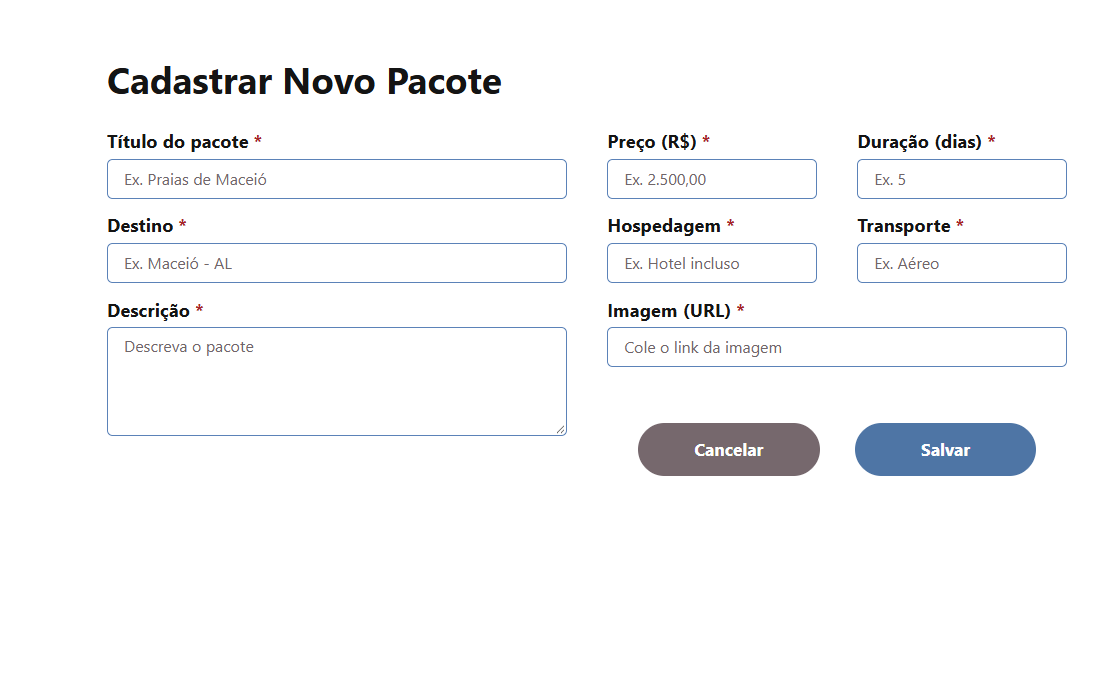 Cadastrar Novo Pacote
Título do pacote *
Preço (R$) *
Duração (dias) *
Ex. Praias de Maceió
Ex. 2.500,00
Ex. 5
Destino *
Hospedagem *
Transporte *
Ex. Maceió - AL
Ex. Hotel incluso
Ex. Aéreo
Descrição *
Imagem (URL) *
Descreva o pacote
Cole o link da imagem
Cancelar
Salvar